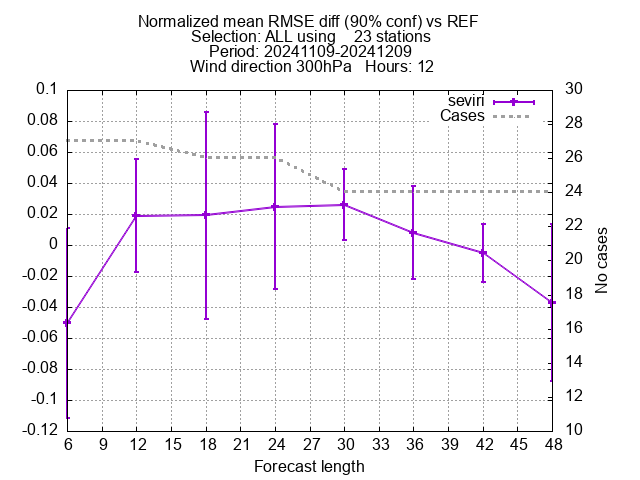 Normalized mean RMSE diff (90% conf) vs REF
Selection: ALL using    23 stations
Period: 20241109-20241209
Wind direction 300hPa   Hours: 12
0.1
0.08
0.06
0.04
0.02
0
-0.02
-0.04
-0.06
-0.08
-0.1
-0.12
30
28
26
24
22
20
18
16
14
12
10
seviri
Cases
No cases
6 9 12 15 18 21 24 27 30 33 36 39 42 45 48
Forecast length